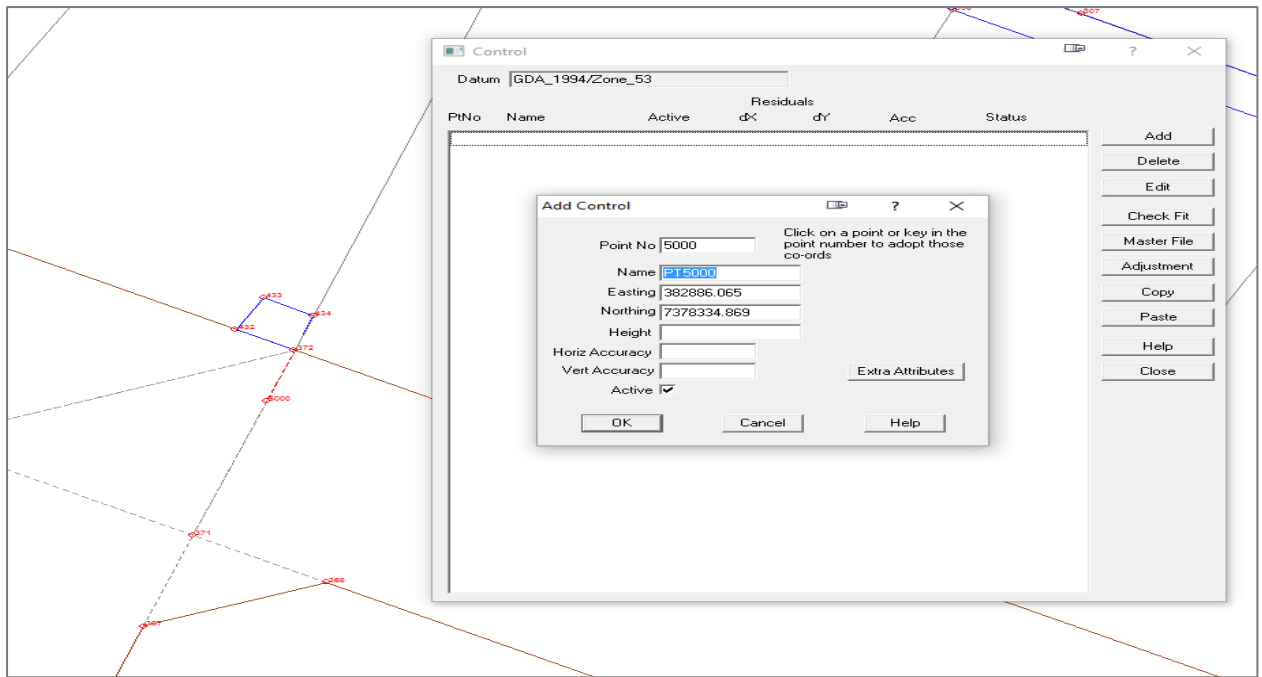 Control
?
Datum GDA_1994/Zone_53
Residuals
PtNo Name Active dX dY Acc Status
Add
Delete
Edit
Check Fit
Master File
Adjustment
Copy
Paste
Help
Close
Add Control
?
Point No 5000
Click on a point or key in the
point number to adopt those
co-ords
Name PT5000
Easting 382886.065
Northing 7378334.869
Height
Horiz Accuracy
Vert Accuracy
Extra Attributes
Active
OK Cancel Help
433
434
432
372
5000
371